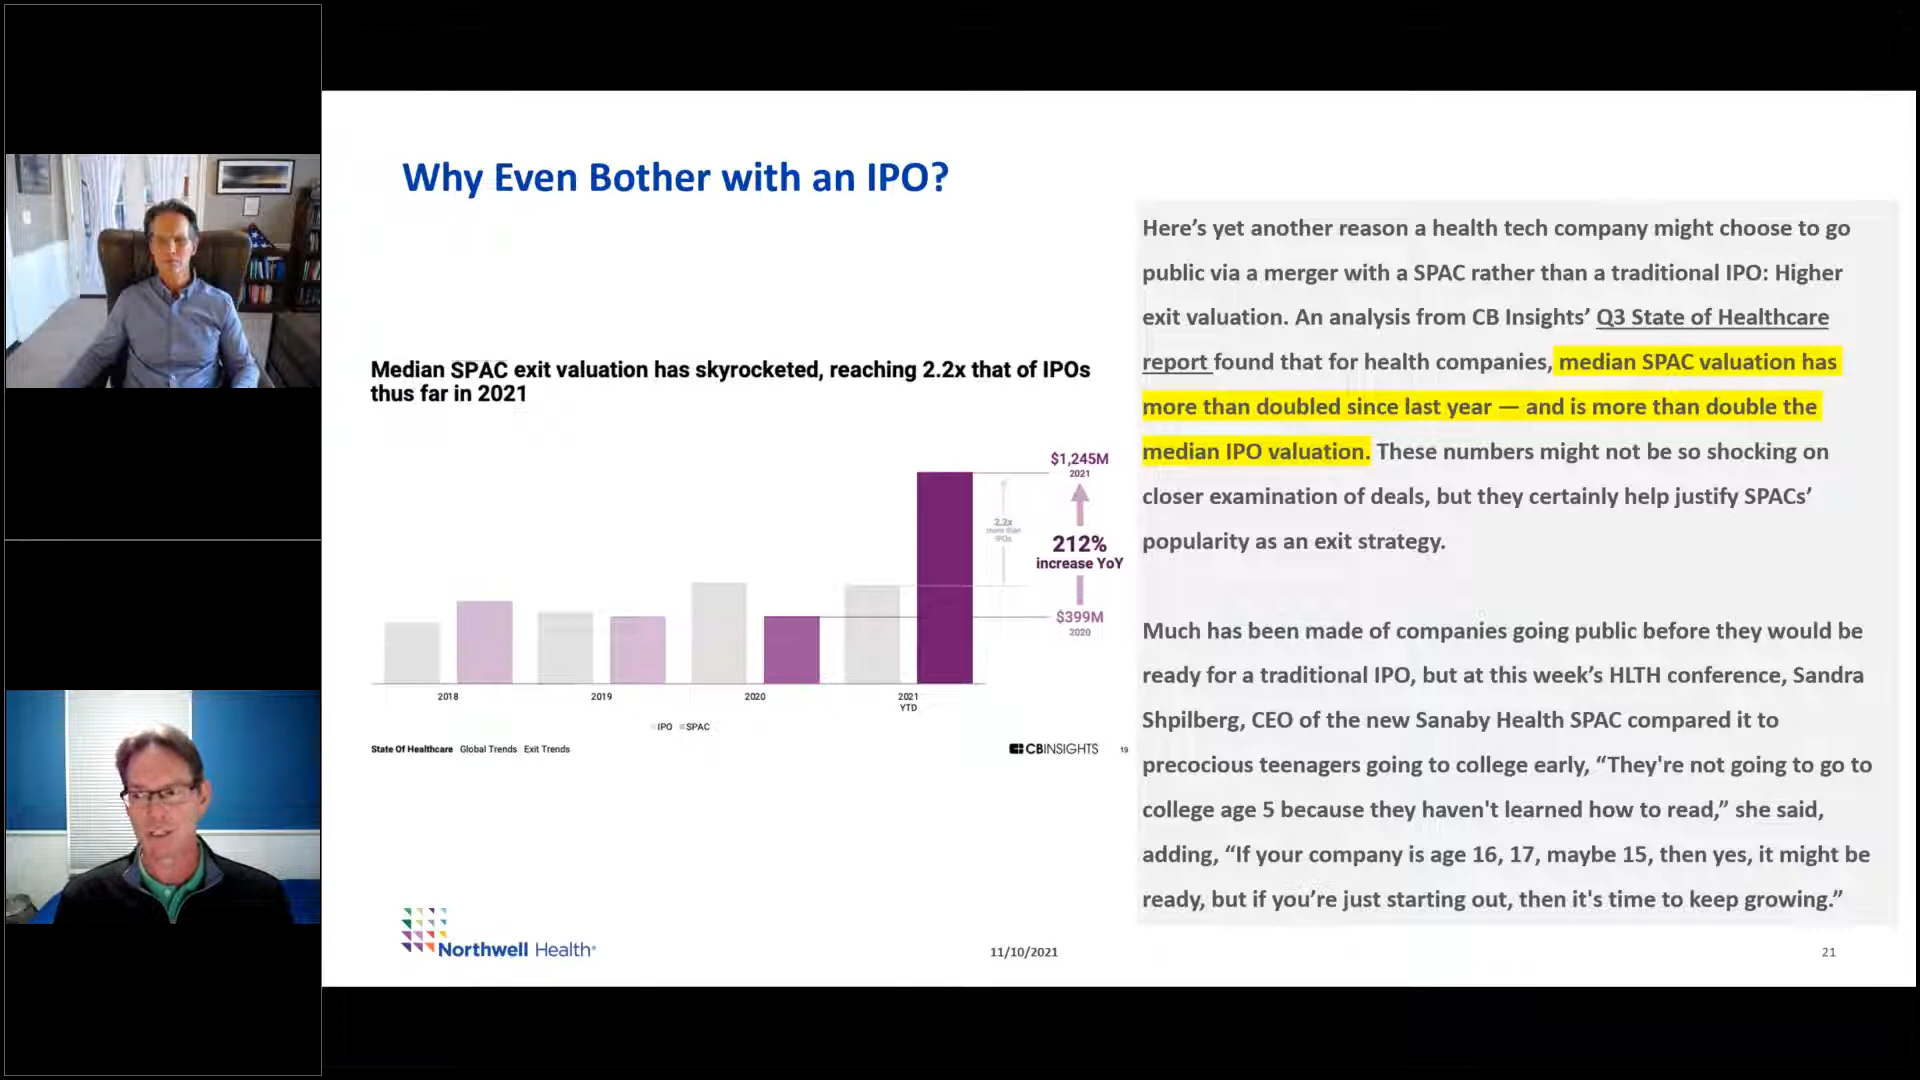 Why Even Bother with an IPO?
Median SPAC exit valuation has skyrocketed, reaching 2.2x that of IPOs
thus far in 2021
$1,245M
2021
2.2x
more than
IPOs
212%
increase YoY
$399M
2020
2018
2019
2020
2021
YTD
IPO SPAC
State Of Healthcare Global Trends Exit Trends
CBINSIGHTS
19
Here’s yet another reason a health tech company might choose to go
public via a merger with a SPAC rather than a traditional IPO: Higher
exit valuation. An analysis from CB Insights’ Q3 State of Healthcare
report found that for health companies, median SPAC valuation has
more than doubled since last year — and is more than double the
median IPO valuation. These numbers might not be so shocking on
closer examination of deals, but they certainly help justify SPACs’
popularity as an exit strategy.
Much has been made of companies going public before they would be
ready for a traditional IPO, but at this week’s HLTH conference, Sandra
Shpilberg, CEO of the new Sanaby Health SPAC compared it to
precocious teenagers going to college early, “They're not going to go to
college age 5 because they haven't learned how to read,” she said,
adding, “If your company is age 16, 17, maybe 15, then yes, it might be
ready, but if you’re just starting out, then it's time to keep growing.”
Northwell Health
11/10/2021
21